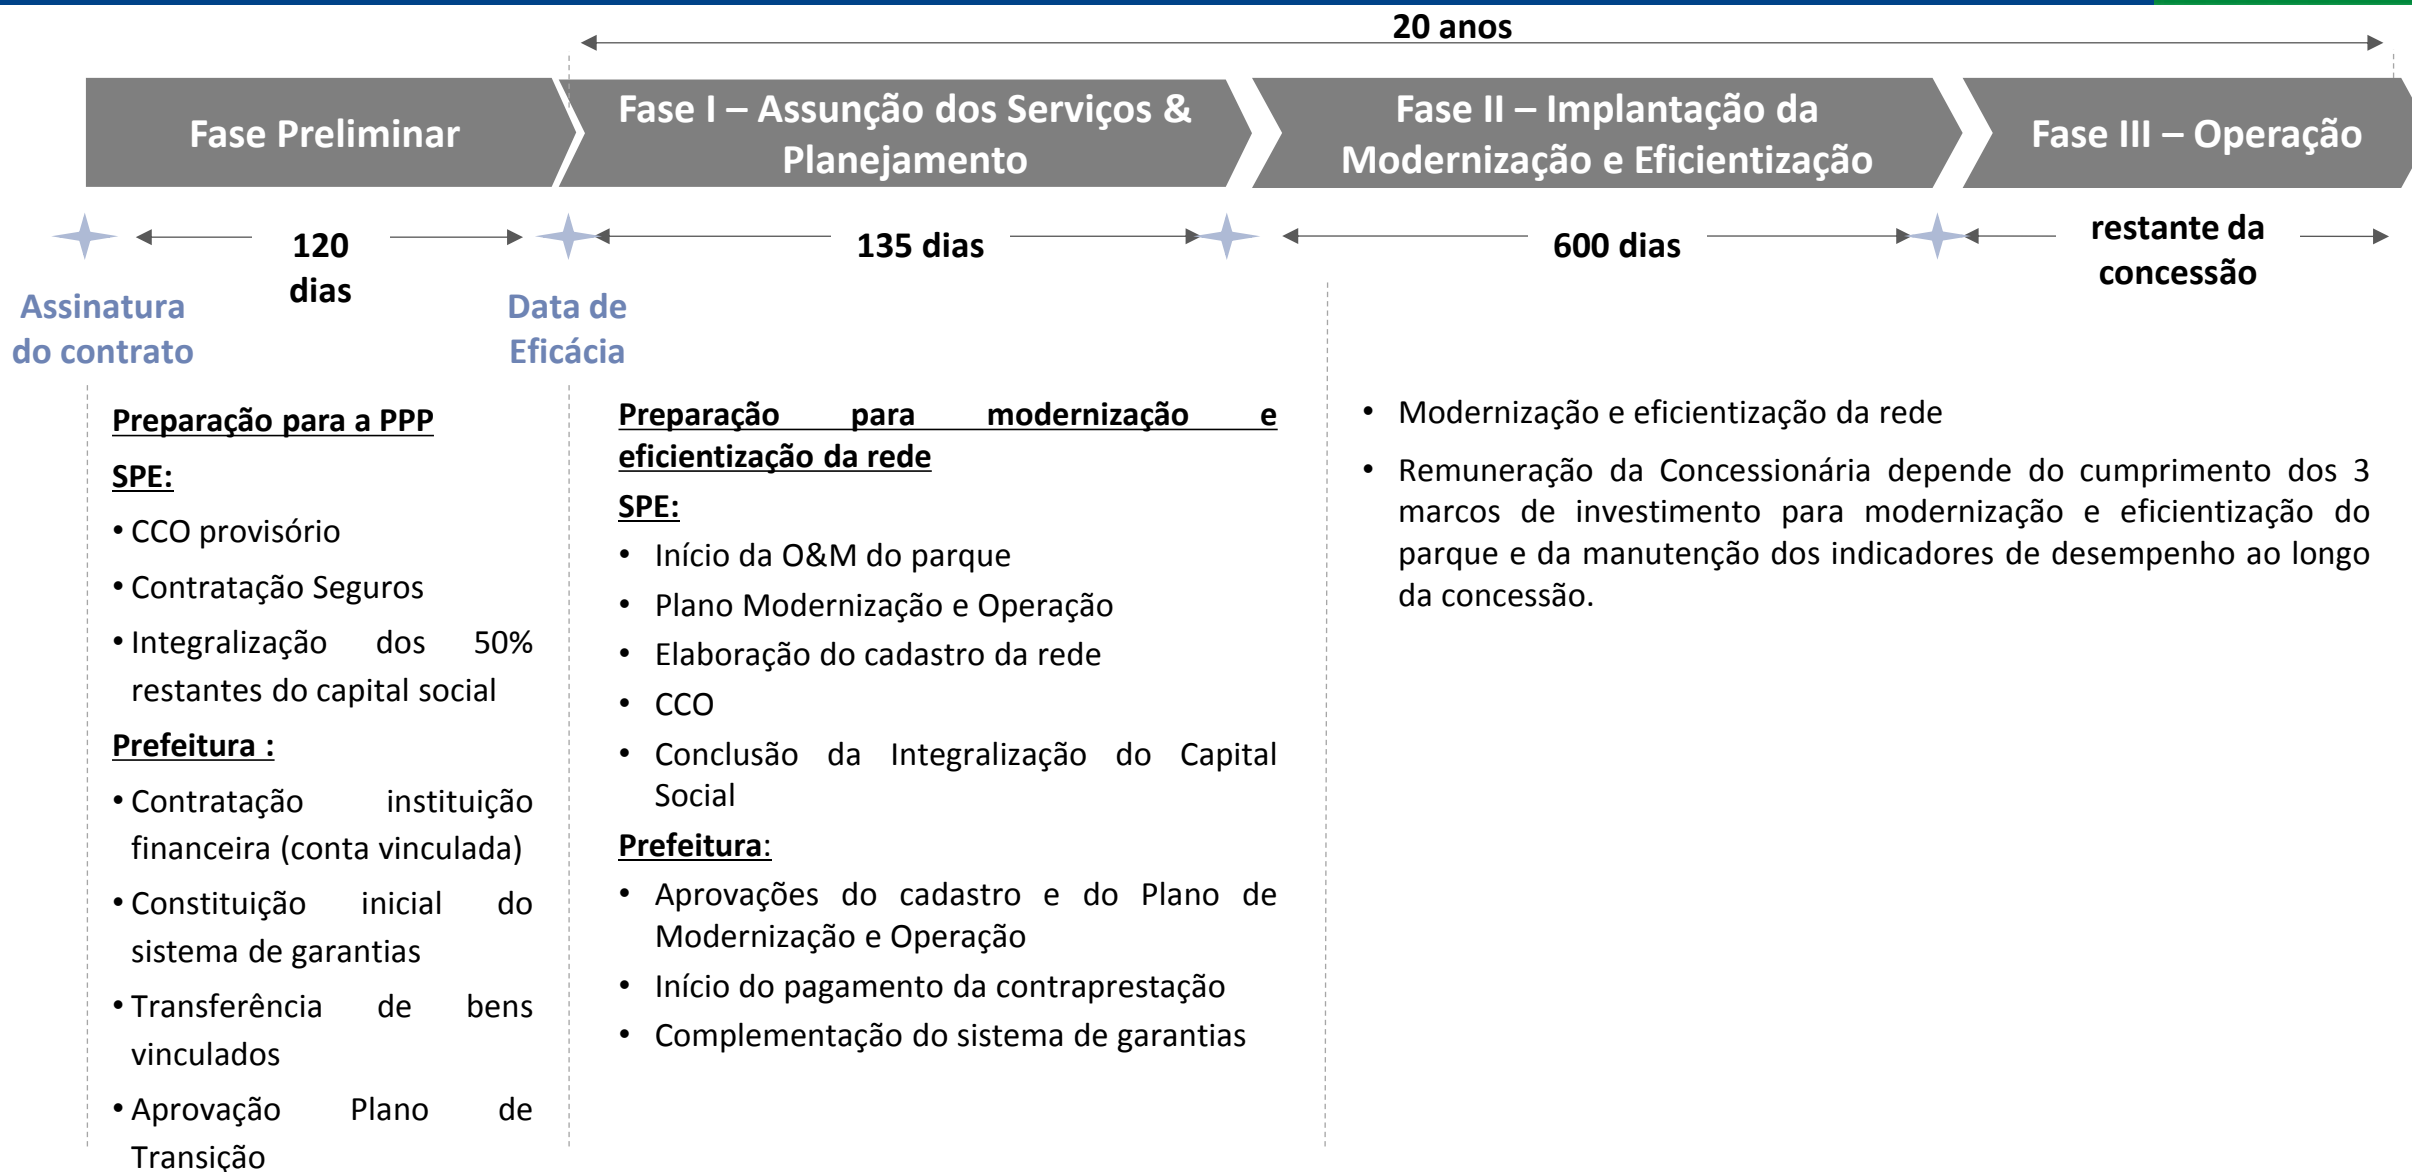 20 anos
Fase Preliminar
Fase I – Assunção dos Serviços &
Planejamento
Fase II – Implantação da
Modernização e Eficientização
Fase III – Operação
120
dias
135 dias
600 dias
restante da
concessão
Assinatura
do contrato
Data de
Eficácia
Preparação para a PPP
SPE:
• CCO provisório
• Contratação Seguros
• Integralização dos 50%
restantes do capital social
Prefeitura :
• Contratação instituição
financeira (conta vinculada)
• Constituição inicial do
sistema de garantias
• Transferência de bens
vinculados
• Aprovação Plano de
Transição
Preparação para modernização e
eficientização da rede
SPE:
• Início da O&M do parque
• Plano Modernização e Operação
• Elaboração do cadastro da rede
• CCO
• Conclusão da Integralização do Capital
Social
Prefeitura:
• Aprovações do cadastro e do Plano de
Modernização e Operação
• Início do pagamento da contraprestação
• Complementação do sistema de garantias
• Modernização e eficientização da rede
• Remuneração da Concessionária depende do cumprimento dos 3
marcos de investimento para modernização e eficientização do
parque e da manutenção dos indicadores de desempenho ao longo
da concessão.